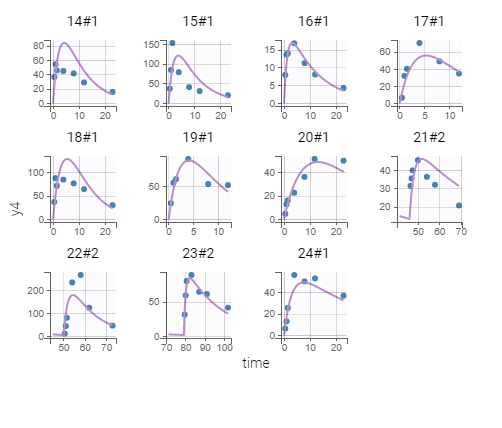 14#1 15#1 16#1 17#1
80 60 40 20 0
150 100 50 0
15 10 5 0
60 40 20 0
0 10 20 0 10 20 0 10 20 0 5 10
18#1 19#1 20#1 21#2
100 50 0
50 0
40 20 0
40 30 20
0 10 20 0 5 10 0 10 20 50 60 70
22#2 23#2 24#1
200 100 0
50 0
40 20 0
50 60 70 70 80 90 100 0 10 20
y4
time